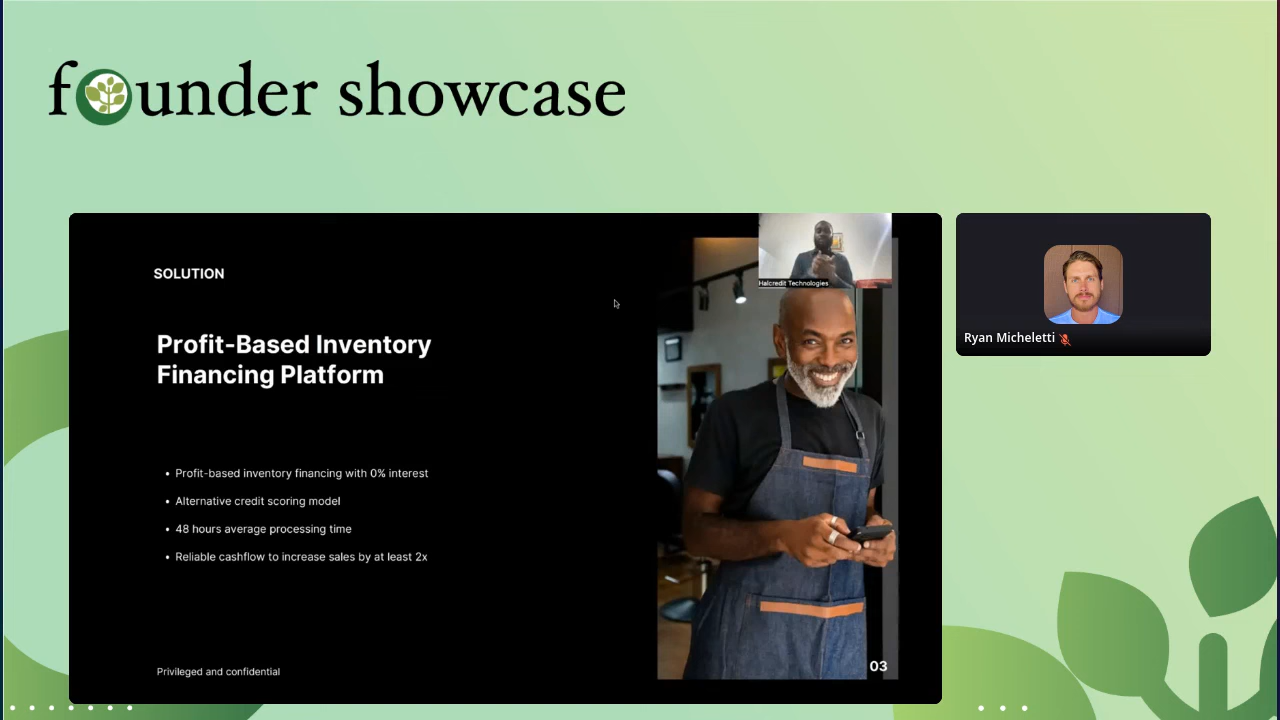 founder showcase
SOLUTION
Halcredit Technologies
Profit-Based Inventory
Financing Platform
• Profit-based inventory financing with 0% interest
• Alternative credit scoring model
• 48 hours average processing time
• Reliable cashflow to increase sales by at least 2x
Privileged and confidential
03
Ryan Micheletti